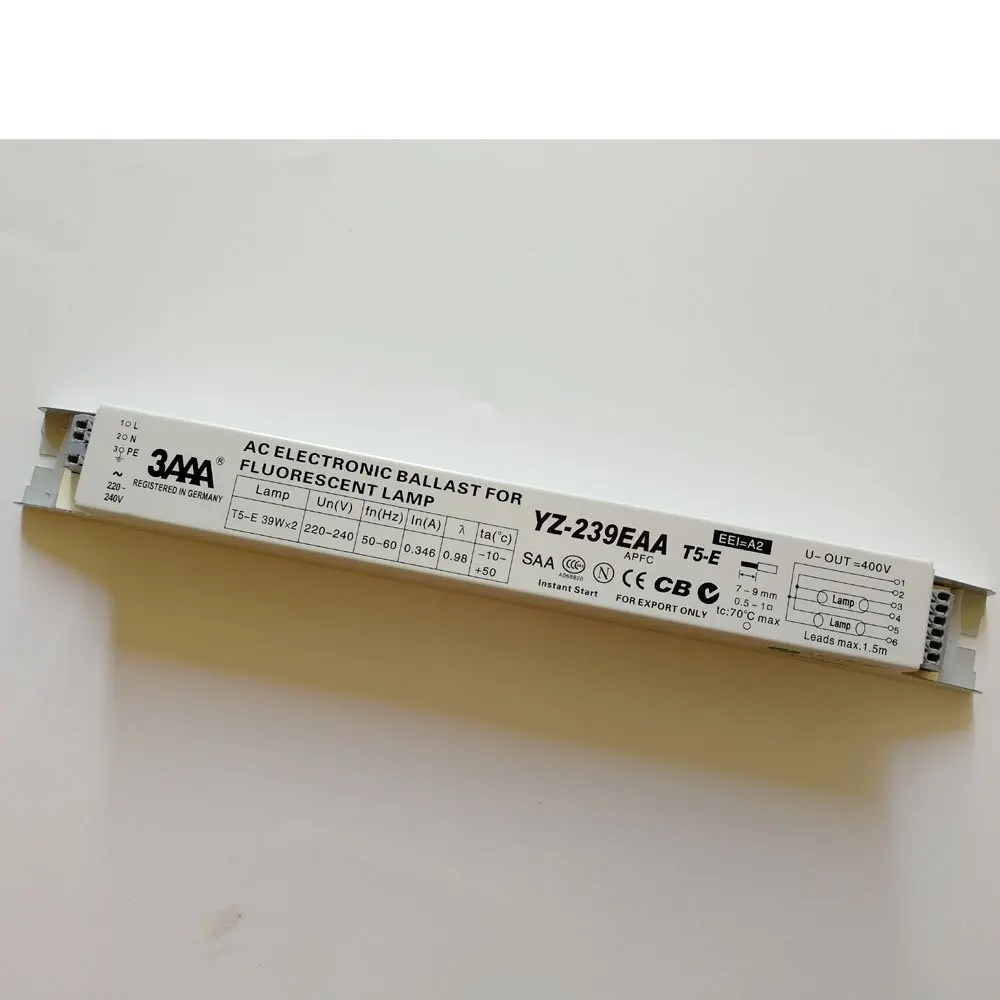 1 L
2 N
3 PE
~
220-
240V
3AAA®
REGISTERED IN GERMANY
AC ELECTRONIC BALLAST FOR
FLUORESCENT LAMP
Lamp Un(V) fn(Hz) In(A) λ ta(°c)
T5-E 39Wx2 220-240 50-60 0.346 0.98 -10-
+50
YZ-239EAA T5-E
APFC
SAA CCC N CE CB
A068830
Instant Start
FOR EXPORT ONLY
EEI=A2
7-9 mm
0.5-1
tc:70℃ max
U-OUT=400V
1
2
Lamp 3
4
Lamp 5
6
Leads max.1.5m